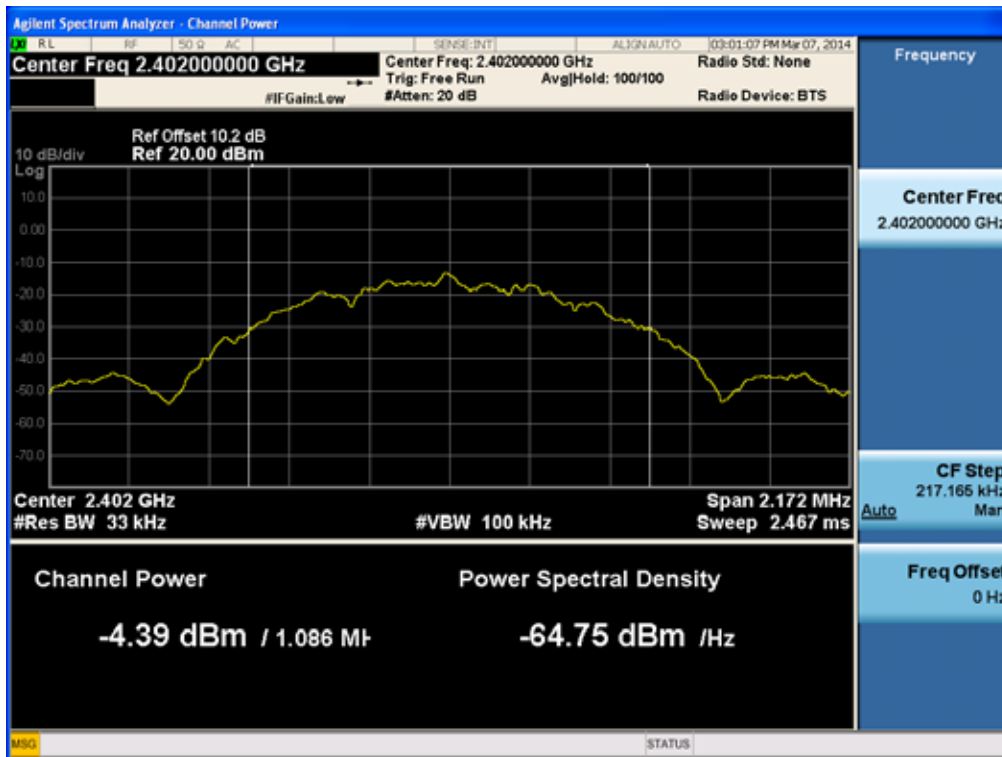 Agilent Spectrum Analyzer - Channel Power
LXI RL RF 50 Ω AC SENSE:INT ALIGN AUTO 03:01:07 PM Mar 07, 2014
Center Freq 2.402000000 GHz
Center Freq: 2.402000000 GHz
Radio Std: None
Trig: Free Run Avg|Hold: 100/100
#IFGain:Low
#Atten: 20 dB
Radio Device: BTS
Ref Offset 10.2 dB
10 dB/div Ref 20.00 dBm
Log
10.0
0.00
-10.0
-20.0
-30.0
-40.0
-50.0
-60.0
-70.0
Center 2.402 GHz
Span 2.172 MHz
#Res BW 33 kHz
#VBW 100 kHz
Sweep 2.467 ms
Channel Power
Power Spectral Density
-4.39 dBm / 1.086 MH
-64.75 dBm /Hz
Frequency
Center Freq
2.402000000 GHz
CF Step
217.165 kHz
Auto Man
Freq Offset
0 Hz
MSG
STATUS